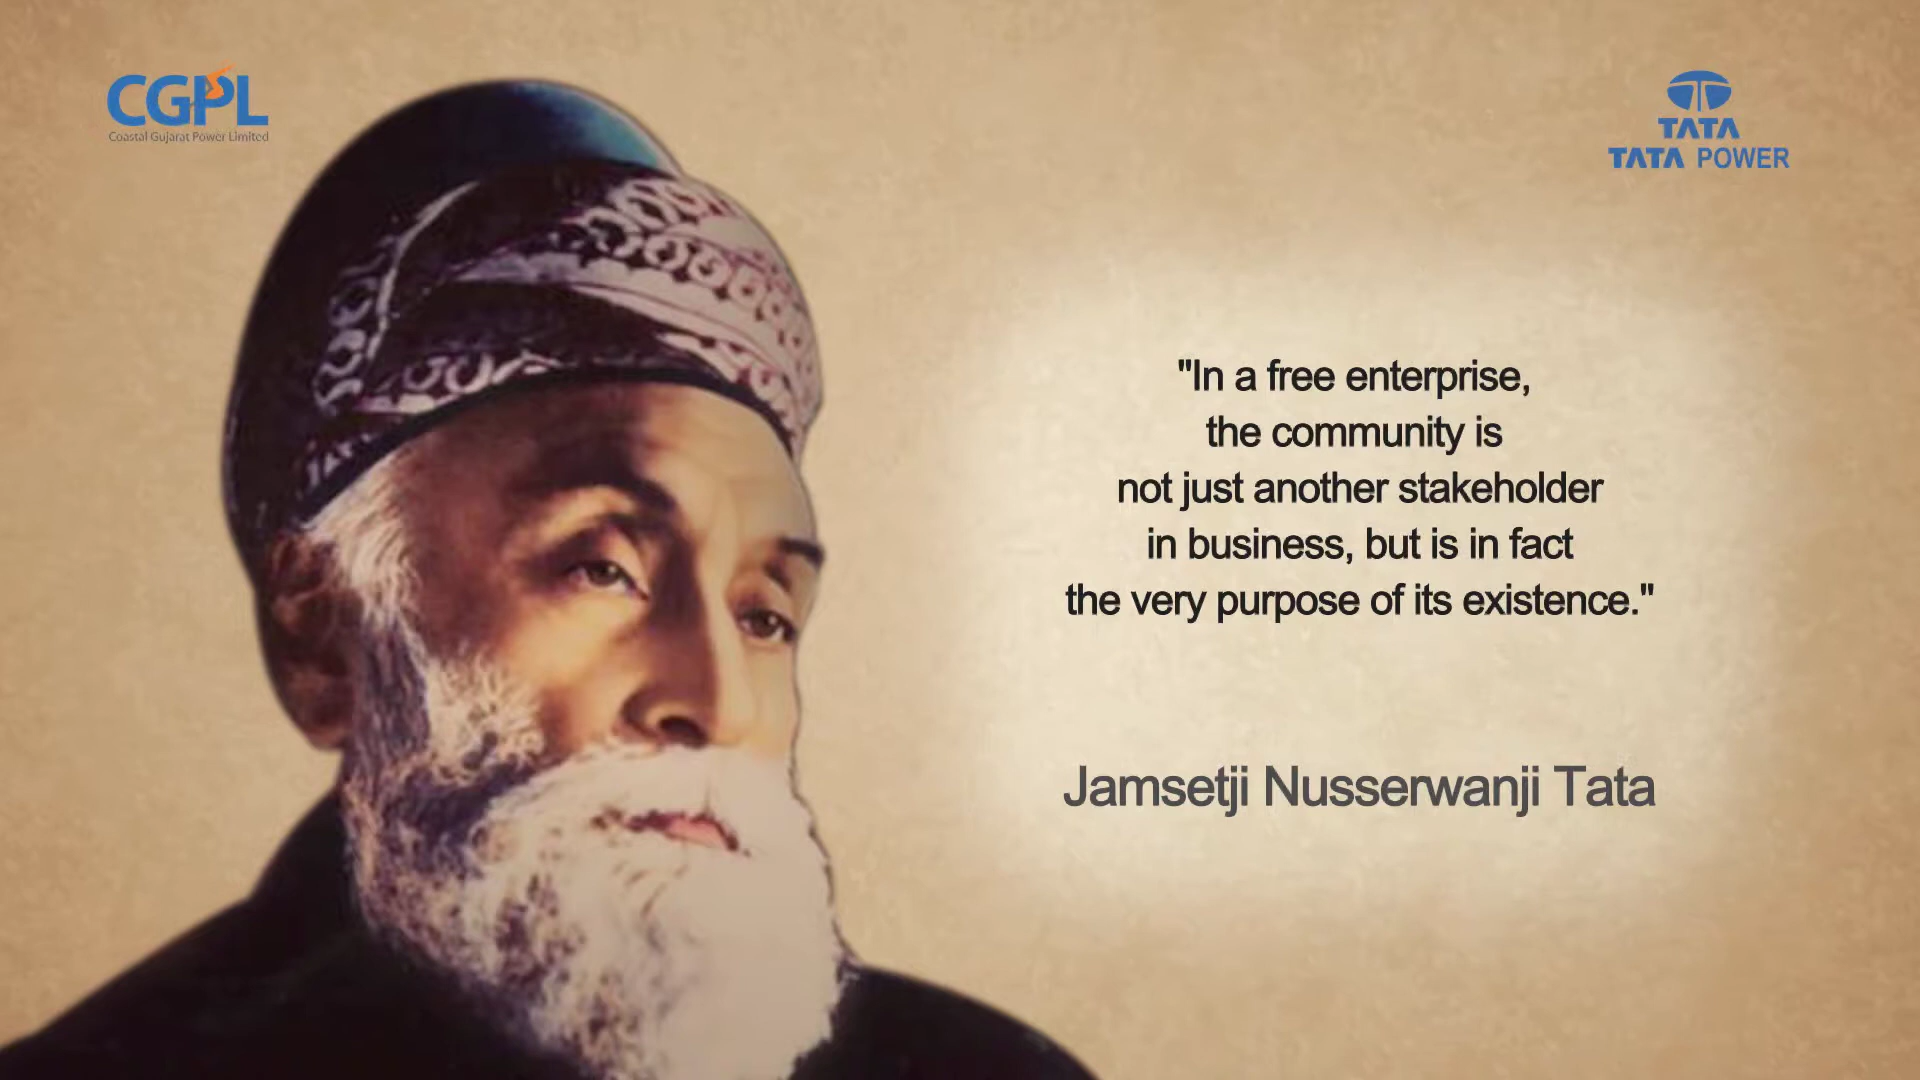 CGPL
Coastal Gujarat Power Limited
TATA
TATA POWER
"In a free enterprise,
the community is
not just another stakeholder
in business, but is in fact
the very purpose of its existence."
Jamsetji Nusserwanji Tata